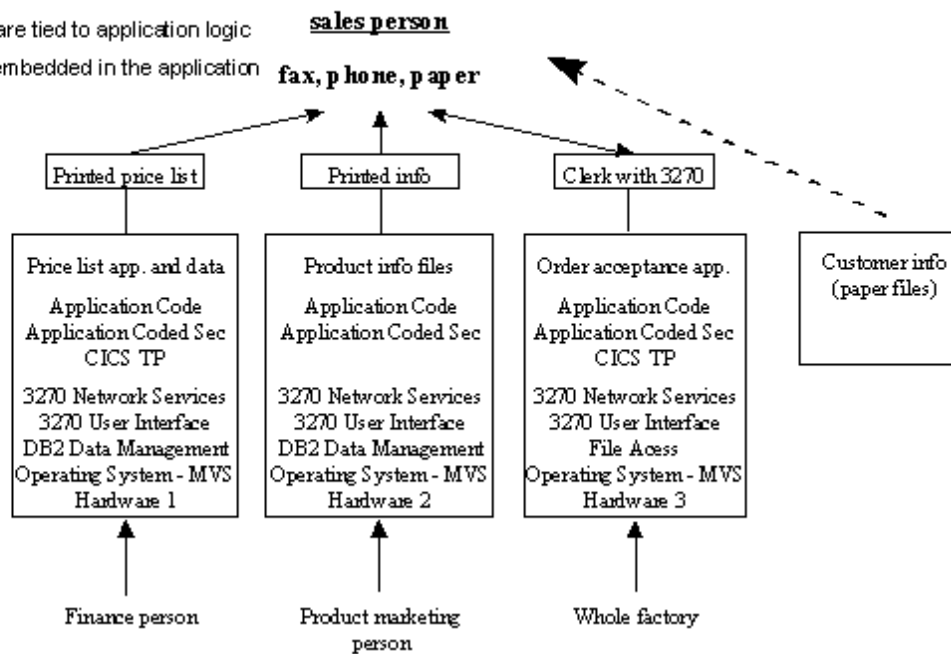 are tied to application logic
embedded in the application
sales person
fax, phone, paper
Printed price list
Printed info
Clerk with 3270
Price list app. and data
Application Code
Application Coded Sec
CICS TP
3270 Network Services
3270 User Interface
DB2 Data Management
Operating System - MVS
Hardware 1
Product info files
Application Code
Application Coded Sec
3270 Network Services
3270 User Interface
DB2 Data Management
Operating System - MVS
Hardware 2
Order acceptance app.
Application Code
Application Coded Sec
CICS TP
3270 Network Services
3270 User Interface
File Acess
Operating System - MVS
Hardware 3
Customer info
(paper files)
Finance person
Product marketing
person
Whole factory